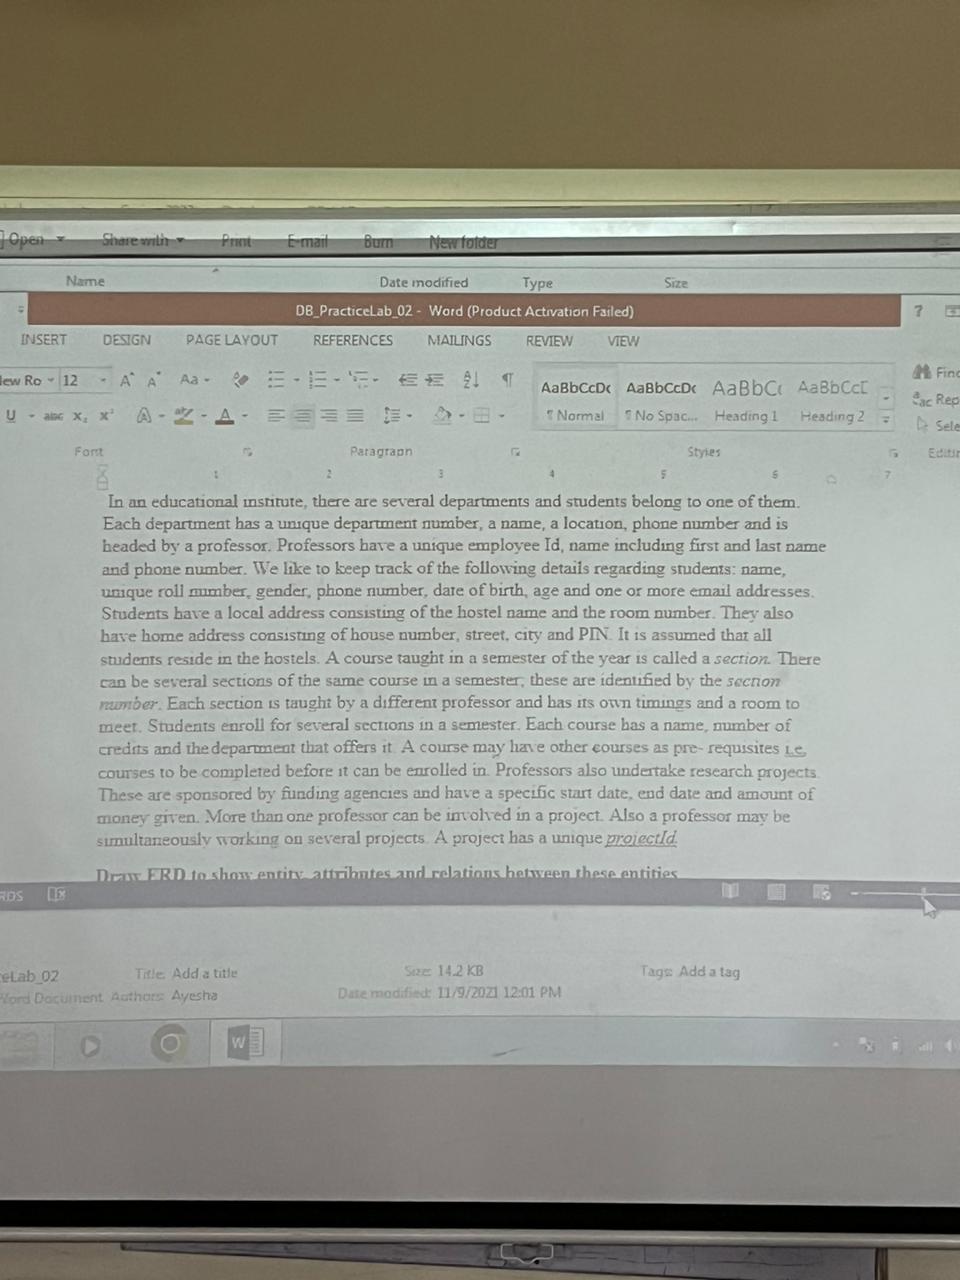 Open Share with Print E-mail Burn New folder
Name Date modified Type Size
DB_PracticeLab_02 - Word (Product Activation Failed) ?
INSERT DESIGN PAGE LAYOUT REFERENCES MAILINGS REVIEW VIEW
ew Ro 12 A A Aa Find
AaBbCcDc AaBbCcDc AaBbC AaBbCcD
¶ Normal ¶ No Spac... Heading 1 Heading 2 Rep
U abc X₂ X² A A Sele
Font Paragraph Styles Editin
1 2 3 4 5 6 7
In an educational institute, there are several departments and students belong to one of them.
Each department has a unique department number, a name, a location, phone number and is
headed by a professor. Professors have a unique employee Id, name including first and last name
and phone number. We like to keep track of the following details regarding students: name,
unique roll number, gender, phone number, date of birth, age and one or more email addresses.
Students have a local address consisting of the hostel name and the room number. They also
have home address consisting of house number, street, city and PIN. It is assumed that all
students reside in the hostels. A course taught in a semester of the year is called a section. There
can be several sections of the same course in a semester; these are identified by the section
number. Each section is taught by a different professor and has its own timings and a room to
meet. Students enroll for several sections in a semester. Each course has a name, number of
credits and the department that offers it. A course may have other courses as pre- requisites i.e,
courses to be completed before it can be enrolled in. Professors also undertake research projects.
These are sponsored by funding agencies and have a specific start date, end date and amount of
money given. More than one professor can be involved in a project. Also a professor may be
simultaneously working on several projects. A project has a unique projectId.
Draw ERD to show entity, attributes and relations between these entities
RDS
eLab_02 Title: Add a title Size: 14.2 KB Tags: Add a tag
Word Document Authors: Ayesha Date modified: 11/9/2021 12:01 PM